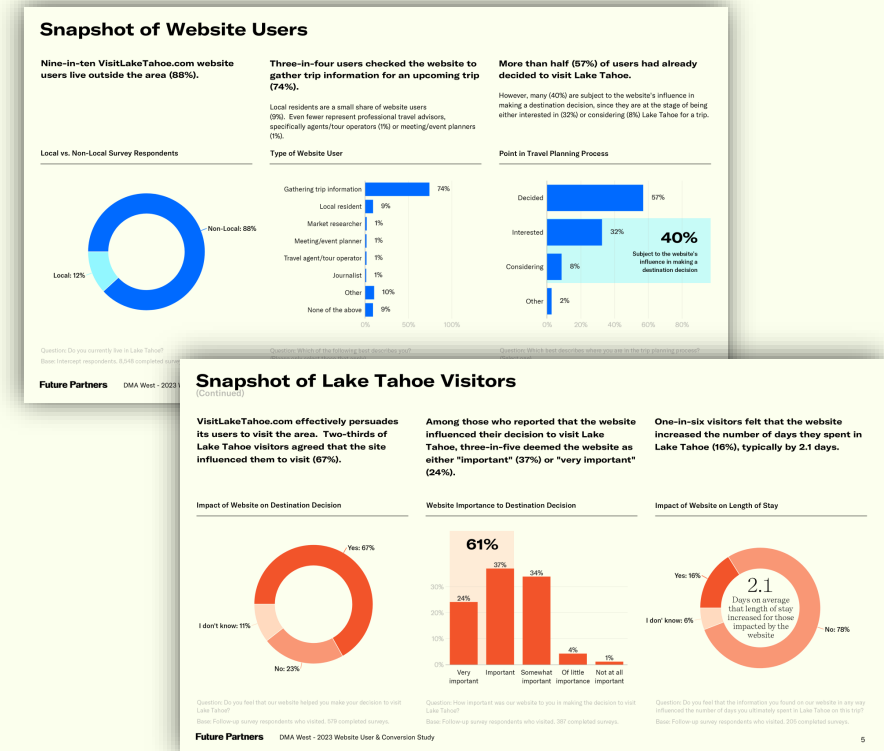 Snapshot of Website Users
Nine-in-ten VisitLakeTahoe.com website
users live outside the area (88%).
Three-in-four users checked the website to
gather trip information for an upcoming trip
(74%).
Local residents are a small share of website users
(9%). Even fewer represent professional travel advisors,
specifically agents/tour operators (1%) or meeting/event planners
(1%).
More than half (57%) of users had already
decided to visit Lake Tahoe.
However, many (40%) are subject to the website's influence in
making a destination decision, since they are at the stage of being
either interested in (32%) or considering (8%) Lake Tahoe for a trip.
Local vs. Non-Local Survey Respondents
Non-Local: 88%
Local: 12%
Type of Website User
Gathering trip information 74%
Local resident 9%
Market researcher 1%
Meeting/event planner 1%
Travel agent/tour operator 1%
Journalist 1%
Other 10%
None of the above 9%
0% 50% 100%
Point in Travel Planning Process
Decided 57%
Interested 32%
Considering 8%
Other 2%
40%
Subject to the website's
influence in making a
destination decision
0% 20% 40% 60% 80%
Question: Do you currently live in Lake Tahoe?
Base: Intercept respondents,
Question: Which of the following best describes you?
Question: Which best describes where you are in the trip planning process?
Future Partners DMA West - 2023
Snapshot of Lake Tahoe Visitors
(Continued)
VisitLakeTahoe.com effectively persuades
its users to visit the area. Two-thirds of
Lake Tahoe visitors agreed that the site
influenced them to visit (67%).
Among those who reported that the website
influenced their decision to visit Lake
Tahoe, three-in-five deemed the website as
either "important" (37%) or "very important"
(24%).
One-in-six visitors felt that the website
increased the number of days they spent in
Lake Tahoe (16%), typically by 2.1 days.
Impact of Website on Destination Decision
Yes: 67%
I don't know: 11%
No: 23%
Website Importance to Destination Decision
61%
37%
34%
24%
4%
1%
30%
20%
10%
0%
Very important
Important
Somewhat important
Of little importance
Not at all important
Impact of Website on Length of Stay
Yes: 16%
I don' know: 6%
No: 78%
2.1
Days on average
that length of stay
increased for those
impacted by the
website
Question: Do you feel that our website helped you make your decision to visit
Lake Tahoe?
Base: Follow-up survey respondents who visited, 579 completed surveys.
Question: How important was our website to you in making the decision to visit
Lake Tahoe?
Base: Follow-up survey respondents who visited, completed surveys.
Question: Do you feel that the information you found on our website in any way
influenced the number of days you ultimately spent in Lake Tahoe on this trip?
Base: Follow-up survey respondents who visited, completed surveys.
Future Partners DMA West - 2023 Website User & Conversion Study
5